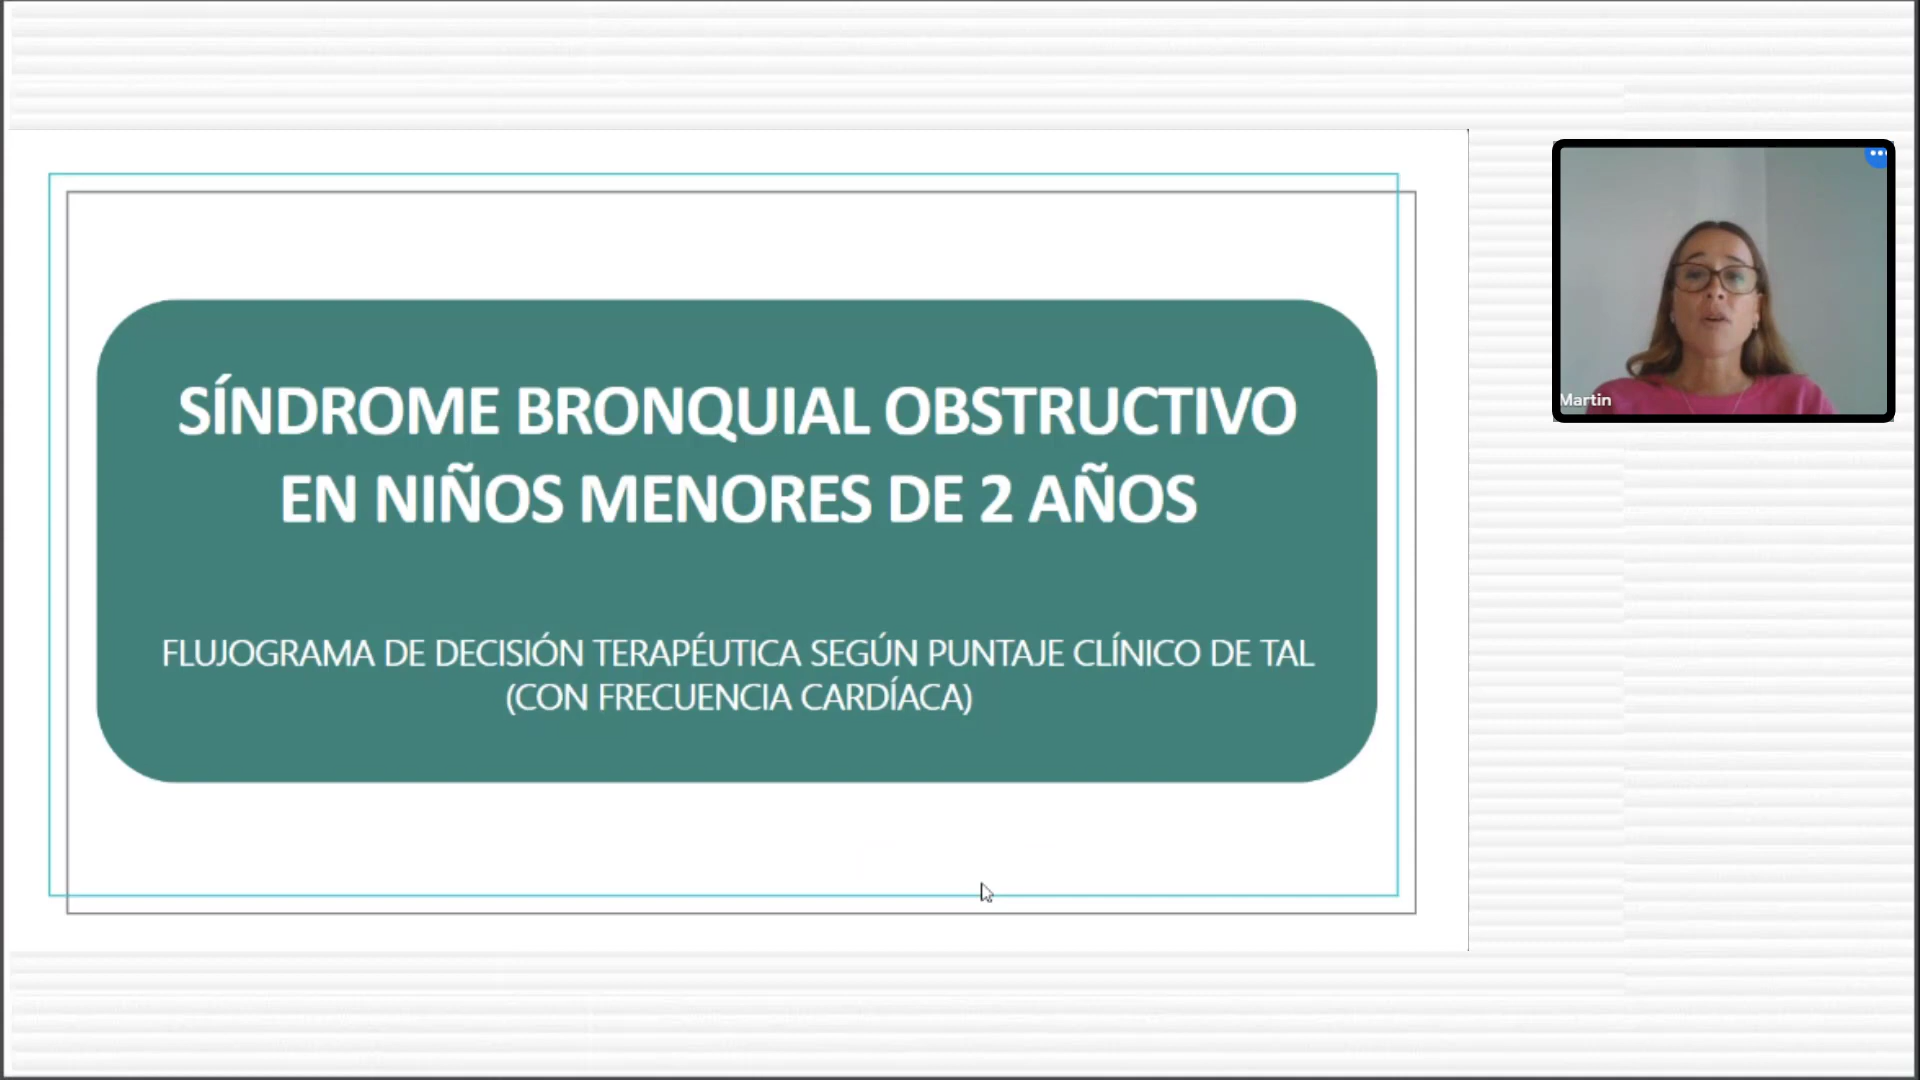 SÍNDROME BRONQUIAL OBSTRUCTIVO
EN NIÑOS MENORES DE 2 AÑOS
FLUJOGRAMA DE DECISIÓN TERAPÉUTICA SEGÚN PUNTAJE CLÍNICO DE TAL
(CON FRECUENCIA CARDÍACA)
Martin